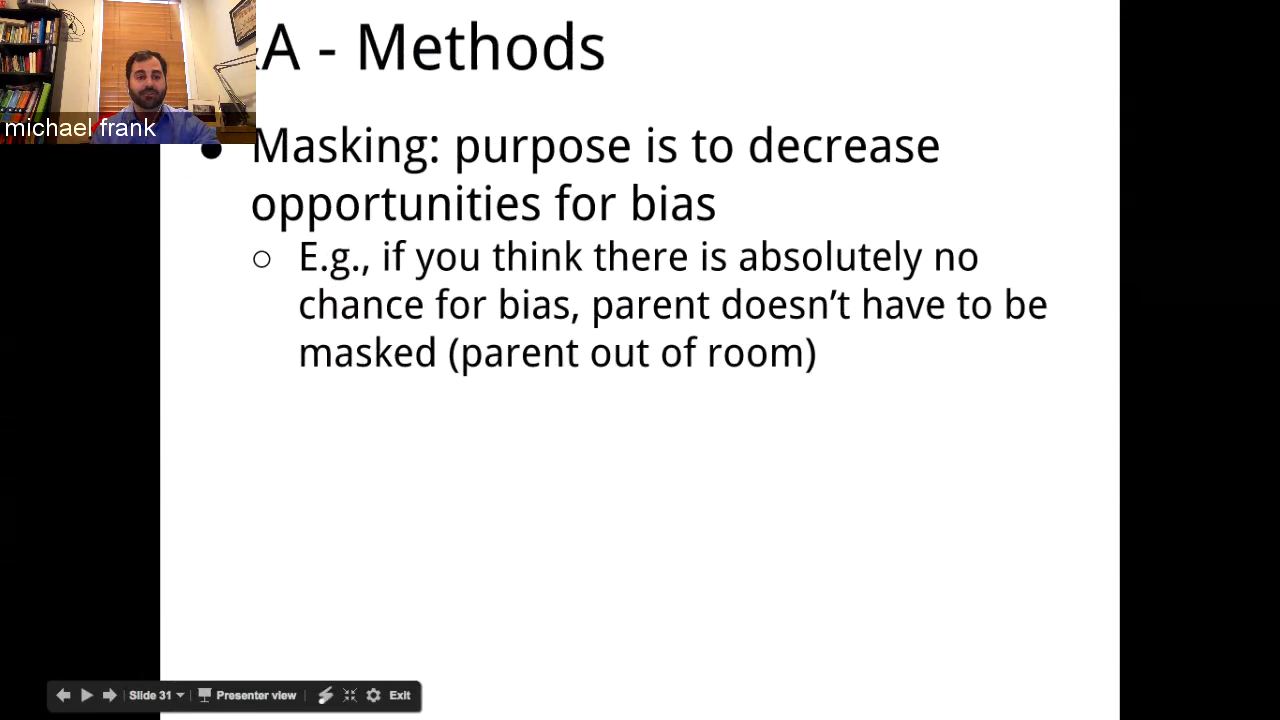 A - Methods
michael frank
Masking: purpose is to decrease
opportunities for bias
E.g., if you think there is absolutely no
chance for bias, parent doesn’t have to be
masked (parent out of room)
Slide 31
Presenter view
Exit